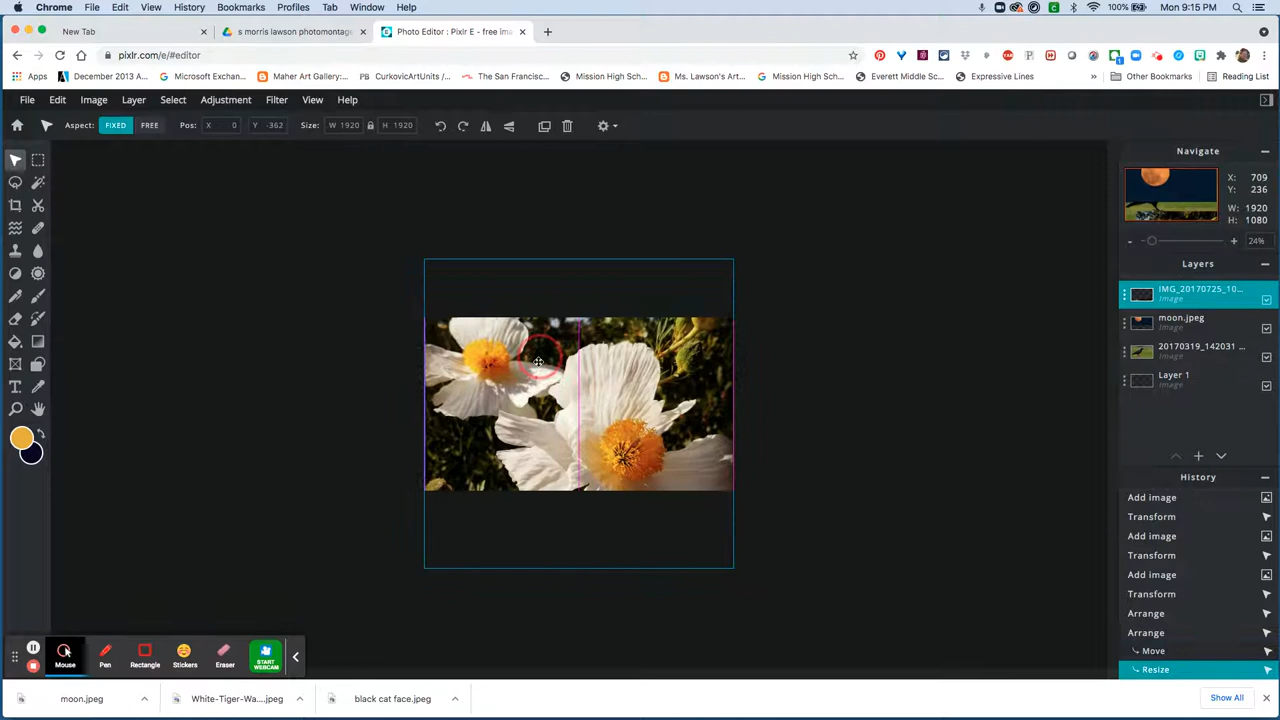 Chrome File Edit View History Bookmarks Profiles Tab Window Help 100% Mon 9:15 PM
New Tab × s morris lawson photomontage × Photo Editor : Pixlr E - free ima × +
pixlr.com/e/#editor
Apps December 2013 A... Microsoft Exchan... Maher Art Gallery:... CurkovicArtUnits /... The San Francisc... Mission High Sch... Ms. Lawson's Art... Mission High Sch... Everett Middle Sc... Expressive Lines » Other Bookmarks Reading List
File Edit Image Layer Select Adjustment Filter View Help
Aspect: FIXED FREE Pos: X 0 Y -362 Size: W 1920 H 1920
Navigate
X: 709
Y: 236
W: 1920
H: 1080
- + 24%
Layers
IMG_20170725_10...
Image
moon.jpeg
Image
20170319_142031 ...
Image
Layer 1
Image
History
Add image
Transform
Add image
Transform
Add image
Transform
Arrange
Arrange
Move
Resize
Mouse Pen Rectangle Stickers Eraser START WEBCAM
moon.jpeg White-Tiger-Wa....jpeg black cat face.jpeg Show All ×